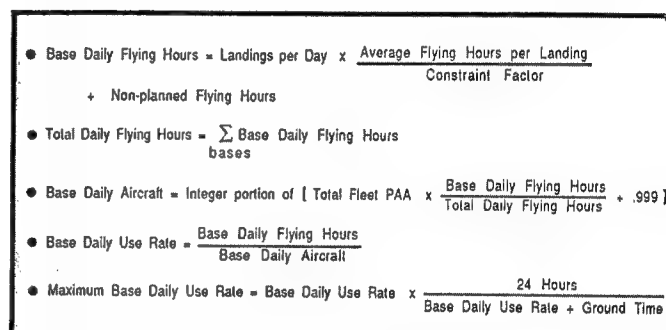 ● Base Daily Flying Hours = Landings per Day x Average Flying Hours per Landing / Constraint Factor
+ Non-planned Flying Hours
● Total Daily Flying Hours = ∑ Base Daily Flying Hours
bases
● Base Daily Aircraft = Integer portion of [ Total Fleet PAA x Base Daily Flying Hours / Total Daily Flying Hours + .999 ]
● Base Daily Use Rate = Base Daily Flying Hours / Base Daily Aircraft
● Maximum Base Daily Use Rate = Base Daily Use Rate x 24 Hours / Base Daily Use Rate + Ground Time